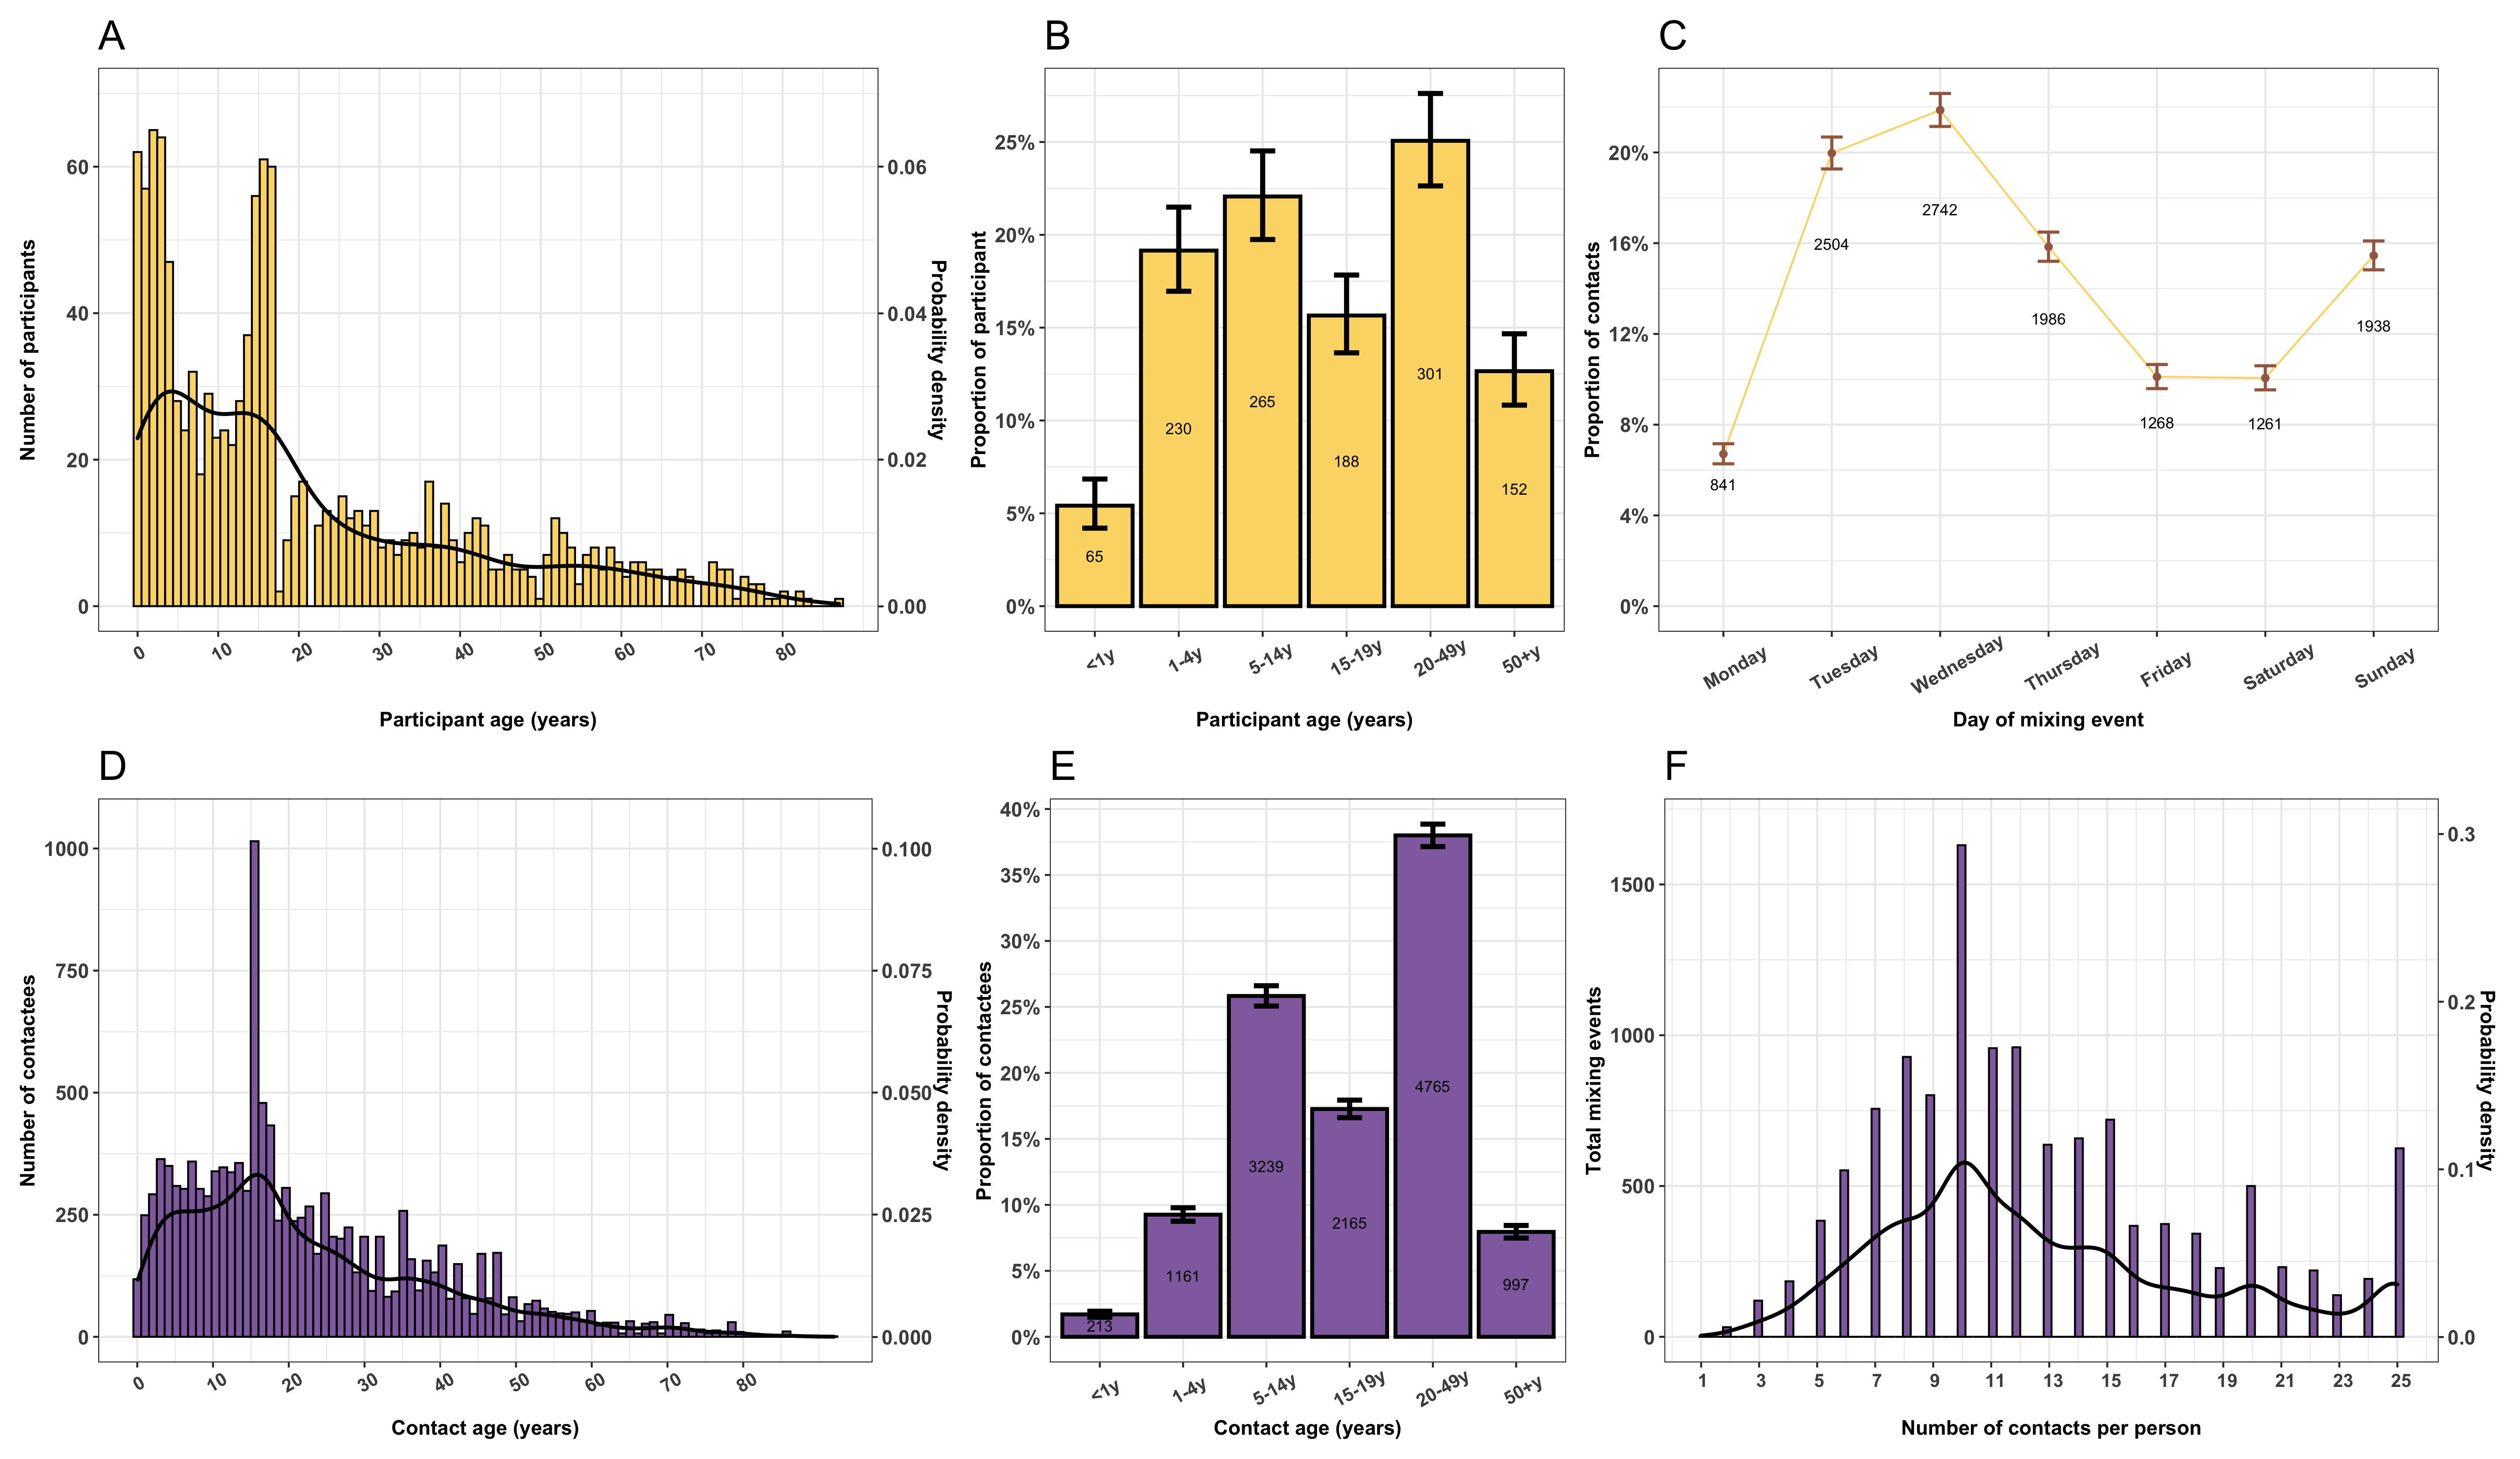 A
Number of participants
60
40
20
0
0.06
0.04
0.02
0.00
Probability density
0
10
20
30
40
50
60
70
80
Participant age (years)
B
Proportion of participant
25%
20%
15%
10%
5%
0%
65
230
265
188
301
152
<1y
1-4y
5-14y
15-19y
20-49y
50+y
Participant age (years)
C
Proportion of contacts
20%
16%
12%
8%
4%
0%
841
2504
2742
1986
1268
1261
1938
Monday
Tuesday
Wednesday
Thursday
Friday
Saturday
Sunday
Day of mixing event
D
Number of contactees
1000
750
500
250
0
0.100
0.075
0.050
0.025
0.000
Probability density
0
10
20
30
40
50
60
70
80
Contact age (years)
E
Proportion of contactees
40%
35%
30%
25%
20%
15%
10%
5%
0%
213
1161
3239
2165
4765
997
<1y
1-4y
5-14y
15-19y
20-49y
50+y
Contact age (years)
F
Total mixing events
1500
1000
500
0
0.3
0.2
0.1
0.0
Probability density
1
3
5
7
9
11
13
15
17
19
21
23
25
Number of contacts per person